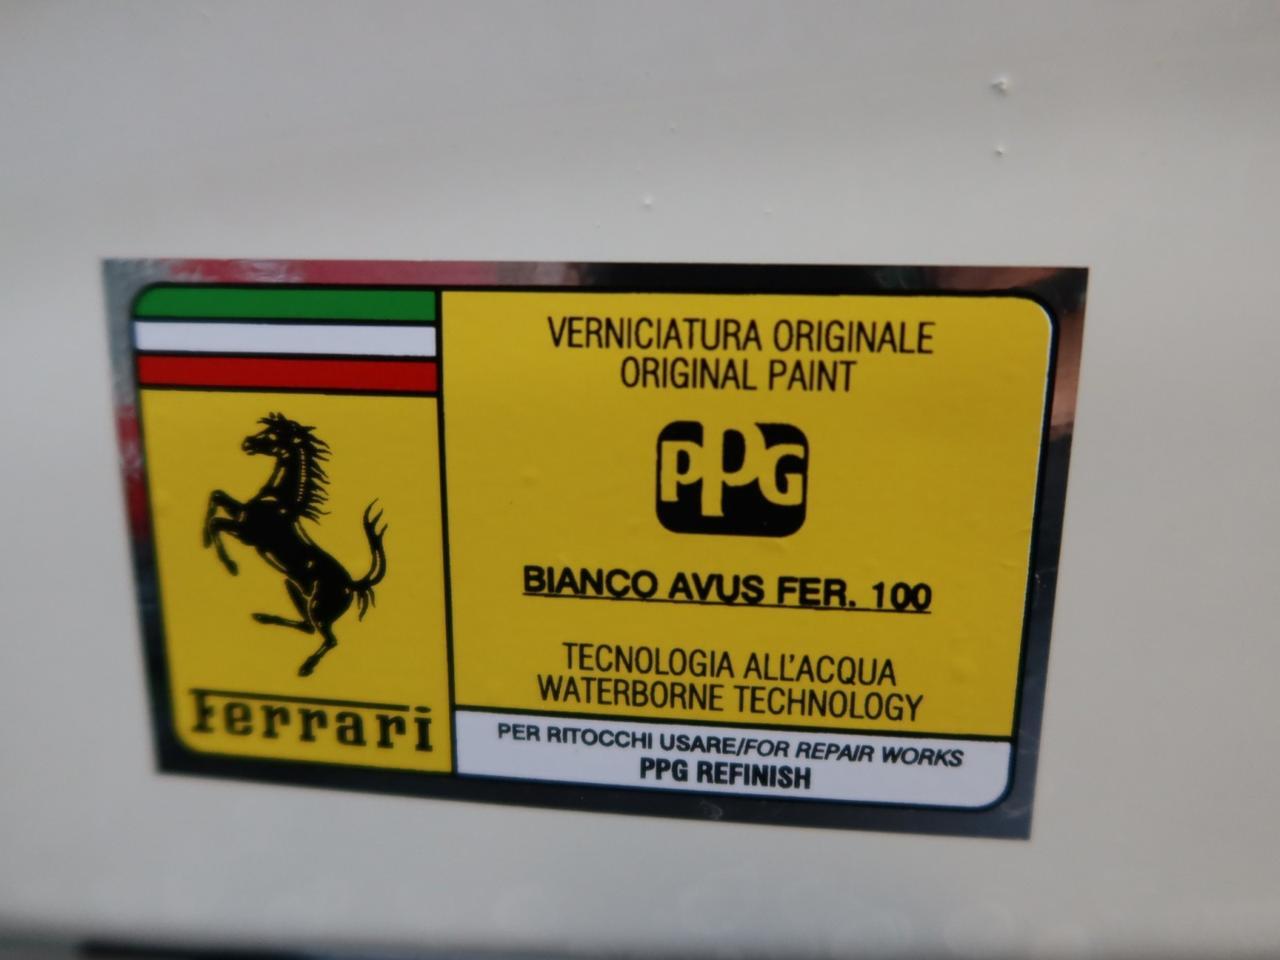 VERNICIATURA ORIGINALE
ORIGINAL PAINT
PPG
BIANCO AVUS FER. 100
TECNOLOGIA ALL'ACQUA
WATERBORNE TECHNOLOGY
Ferrari
PER RITOCCHI USARE/FOR REPAIR WORKS
PPG REFINISH